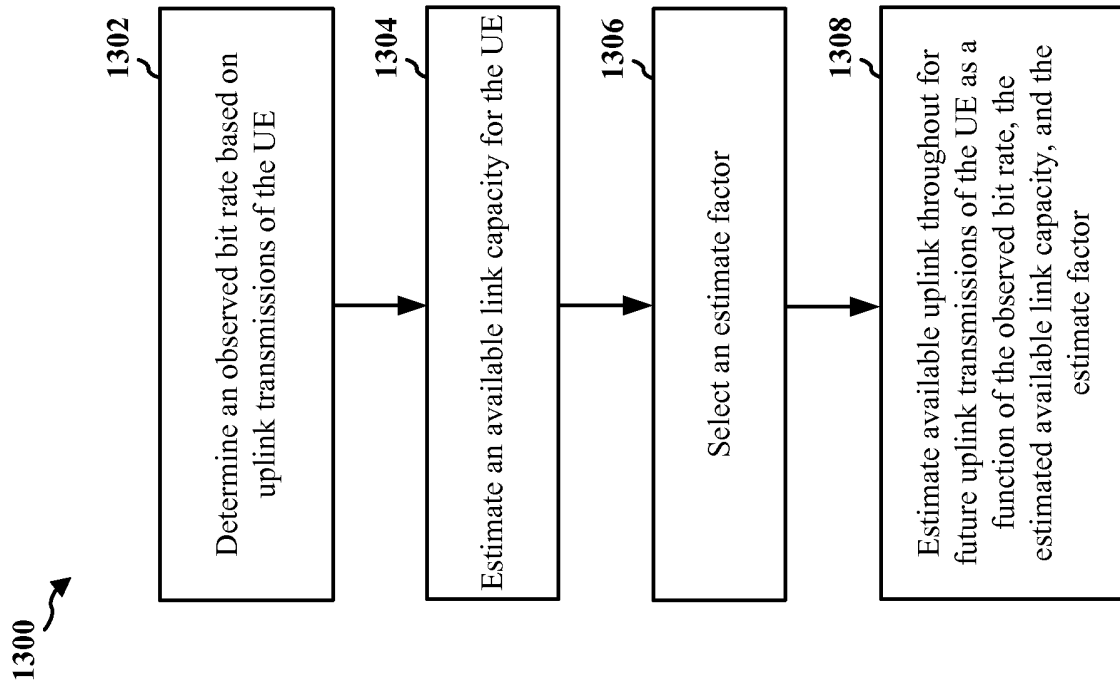 1300
1302
Determine an observed bit rate based on
uplink transmissions of the UE
1304
Estimate an available link capacity for the UE
1306
Select an estimate factor
1308
Estimate available uplink throughout for
future uplink transmissions of the UE as a
function of the observed bit rate, the
estimated available link capacity, and the
estimate factor